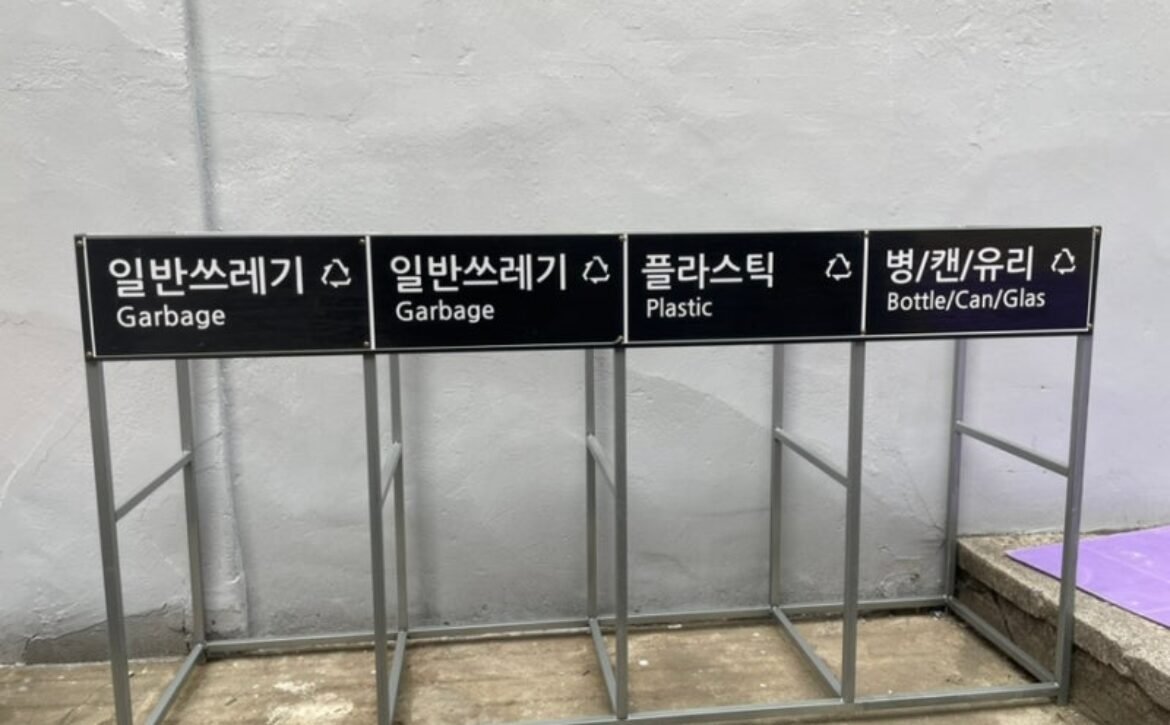 일반쓰레기
Garbage
일반쓰레기
Garbage
플라스틱
Plastic
병/캔/유리
Bottle/Can/Glas